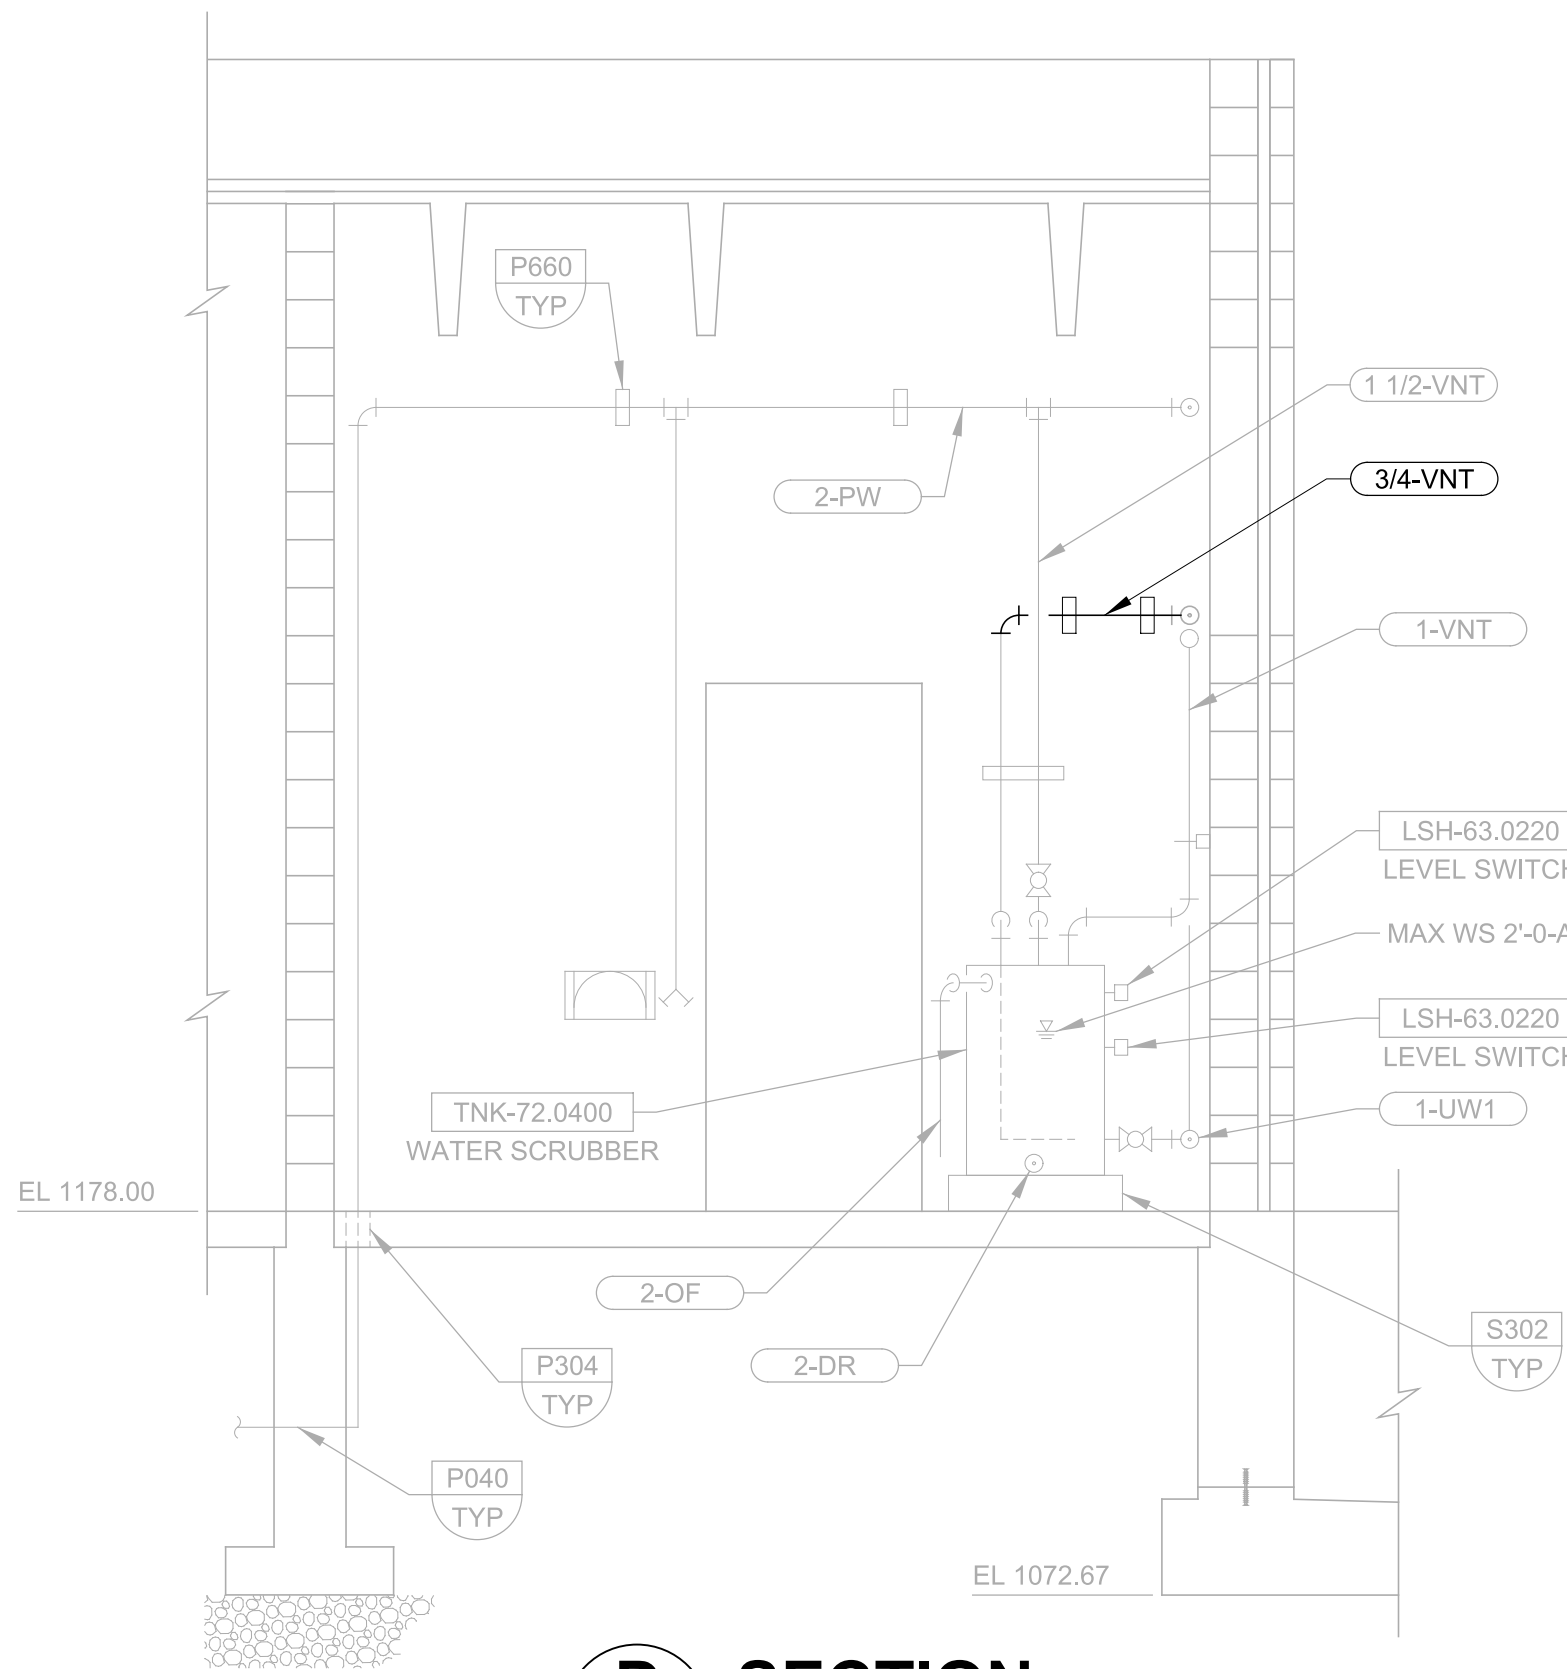 P660
TYP
1 1/2-VNT
3/4-VNT
2-PW
1-VNT
LSH-63.0220
LEVEL SWITCH
MAX WS 2'-0-
LSH-63.0220
LEVEL SWITCH
TNK-72.0400
WATER SCRUBBER
1-UW1
EL 1178.00
2-OF
S302
TYP
P304
TYP
2-DR
P040
TYP
EL 1072.67
SECTION